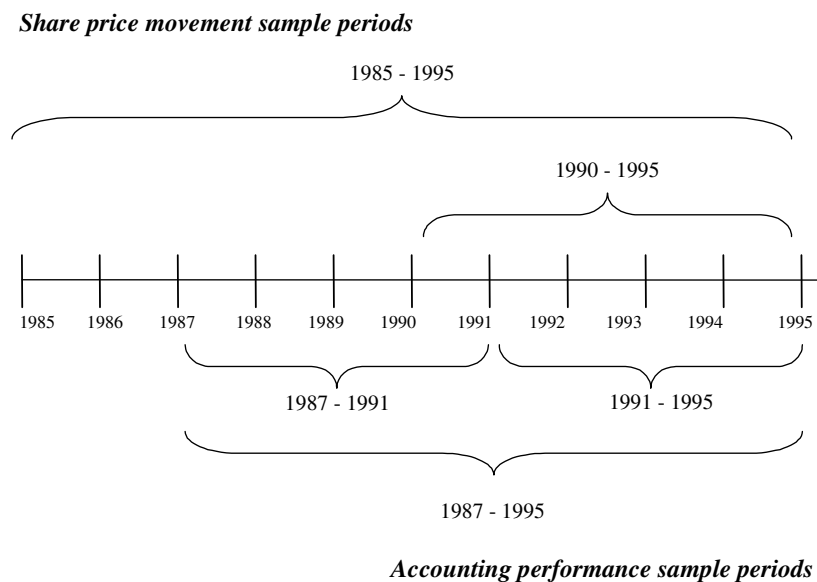 Share price movement sample periods
1985 - 1995
1990 - 1995
1985 1986 1987 1988 1989 1990 1991 1992 1993 1994 1995
1987 - 1991 1991 - 1995
1987 - 1995
Accounting performance sample periods